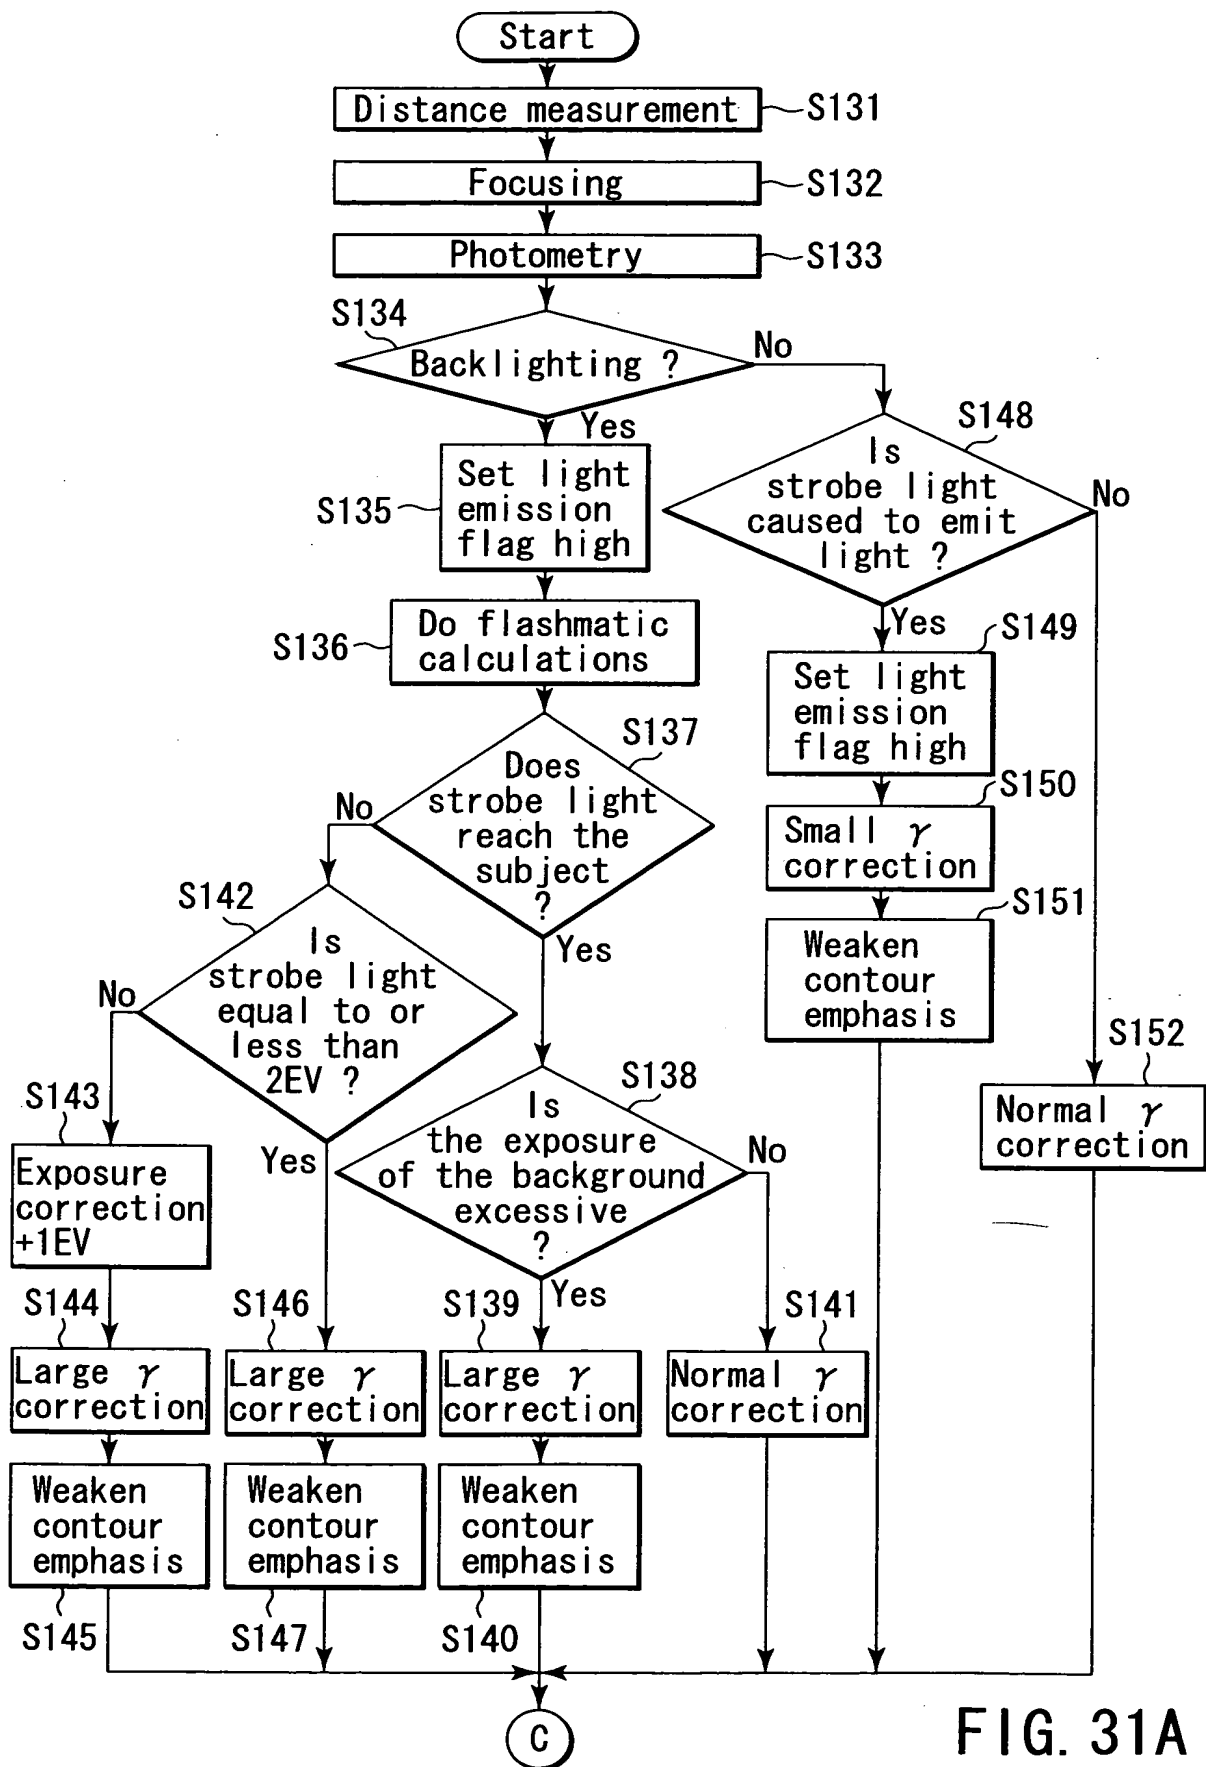 Start
Distance measurement
S131
Focusing
S132
Photometry
S133
S134
Backlighting ?
No
Yes
S148
Is
strobe light
caused to emit
light ?
No
Yes
S135
Set light
emission
flag high
S136
Do flashmatic
calculations
S149
Set light
emission
flag high
S137
Does
strobe light
reach the
subject
?
No
Yes
S150
Small γ
correction
S151
Weaken
contour
emphasis
S142
Is
strobe light
equal to or
less than
2EV ?
No
Yes
S152
Normal γ
correction
S138
Is
the exposure
of the background
excessive
?
No
Yes
S143
Exposure
correction
+1EV
S144
Large γ
correction
S146
Large γ
correction
S139
Large γ
correction
S141
Normal γ
correction
Weaken
contour
emphasis
S145
Weaken
contour
emphasis
S147
Weaken
contour
emphasis
S140
C
FIG. 31A